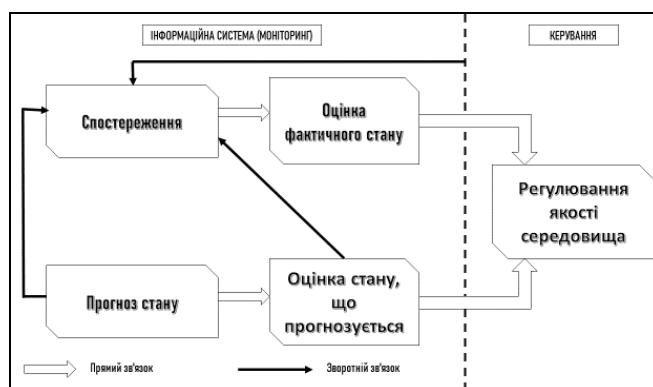 ІНФОРМАЦІЙНА СИСТЕМА (МОНІТОРИНГ)
КЕРУВАННЯ
Спостереження
Оцінка
фактичного стану
Регулювання
якості
середовища
Прогноз стану
Оцінка стану,
що
прогнозується
Прямий зв'язок
Зворотній зв'язок